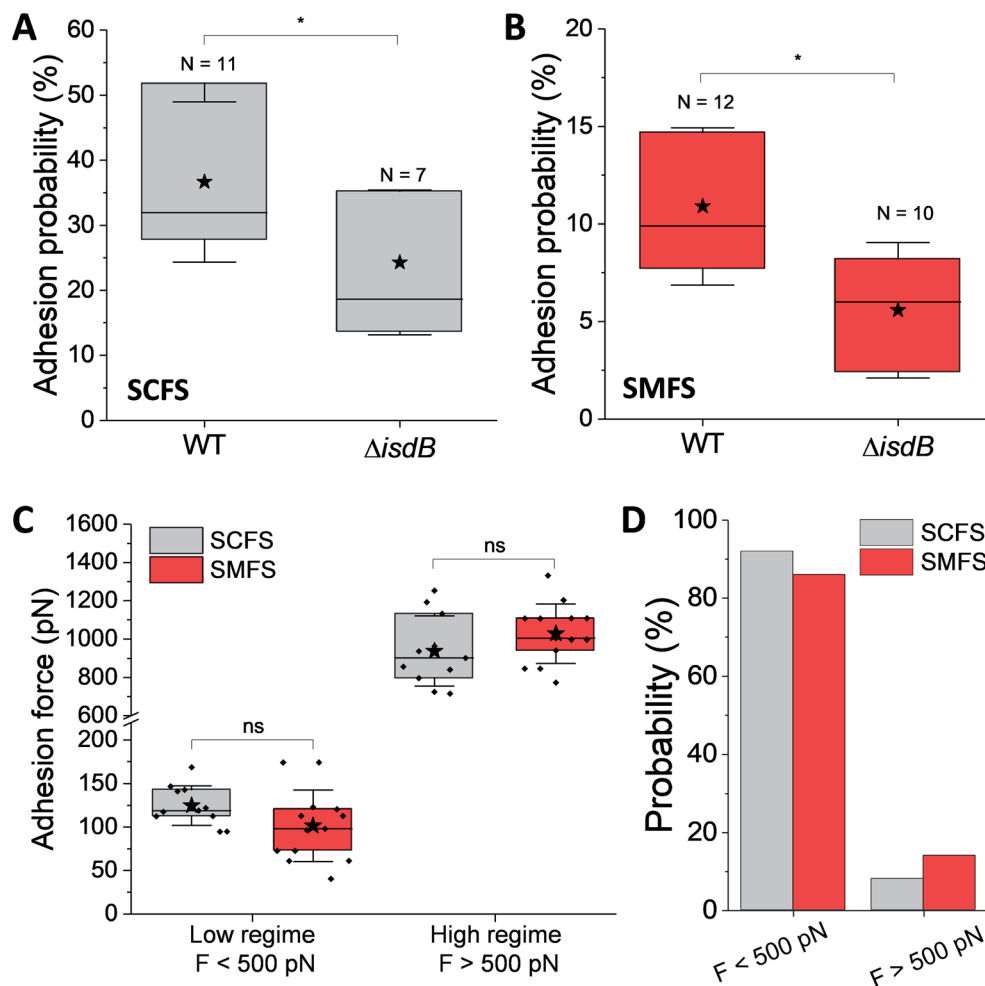 A
Adhesion probability (%)
60
50
40
30
20
10
0
*
N = 11
N = 7
SCFS
WT
ΔisdB
B
Adhesion probability (%)
20
15
10
5
0
*
N = 12
N = 10
SMFS
WT
ΔisdB
C
Adhesion force (pN)
1600
1400
1200
1000
800
600
200
150
100
50
0
SCFS
SMFS
ns
ns
Low regime
F < 500 pN
High regime
F > 500 pN
D
Probability (%)
100
80
60
40
20
0
SCFS
SMFS
F < 500 pN
F > 500 pN